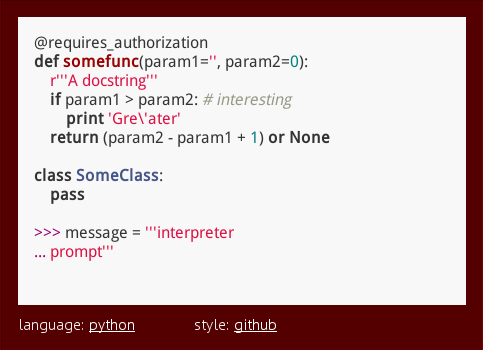 @requires_authorization
def somefunc(param1='', param2=0):
    r'''A docstring'''
    if param1 > param2: # interesting
        print 'Gre\'ater'
    return (param2 - param1 + 1) or None
class SomeClass:
    pass
>>> message = '''interpreter
... prompt'''
language: python style: github